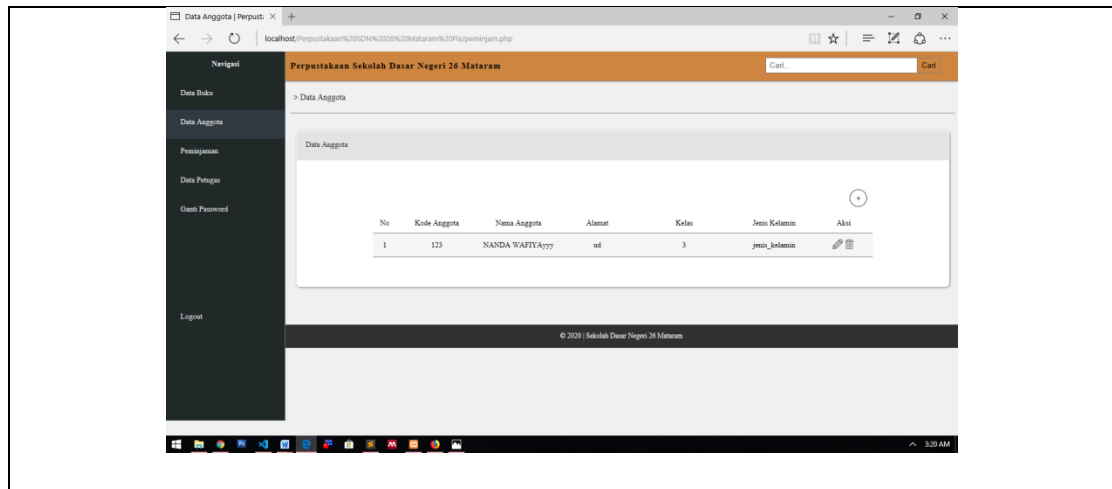 Data Anggota | Perpust.
localhost/Perpustakaan%20SDN%2026%20Mataram%20Fix/peminjam.php
Navigasi
Perpustakaan Sekolah Dasar Negeri 26 Mataram
Cari...
Cari
Data Buku
> Data Anggota
Data Anggota
Data Anggota
Peminjaman
Data Petugas
Ganti Password
No Kode Anggota Nama Anggota Alamat Kelas Jenis Kelamin Aksi
1 123 NANDA WAFIYAyyy ud 3 jenis_kelamin
Logout
© 2020 | Sekolah Dasar Negeri 26 Mataram
3:20 AM